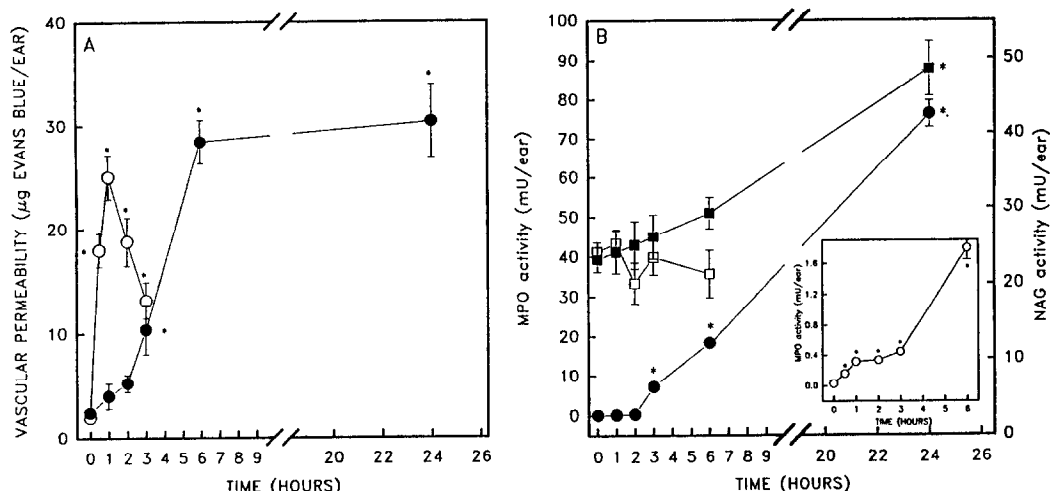 A
VASCULAR PERMEABILITY (µg EVANS BLUE/EAR)
40
30
20
10
0
0 1 2 3 4 5 6 7 8 9 20 22 24 26
TIME (HOURS)
B
MPO activity (mU/ear)
100
90
80
70
60
50
40
30
20
10
0
0 1 2 3 4 5 6 7 8 9 20 22 24 26
TIME (HOURS)
NAG activity (mU/ear)
50
40
30
20
10
0
MPO activity (mU/ear)
1.6
1.2
0.8
0.4
0.0
0 1 2 3 4 5 6
TIME (HOURS)